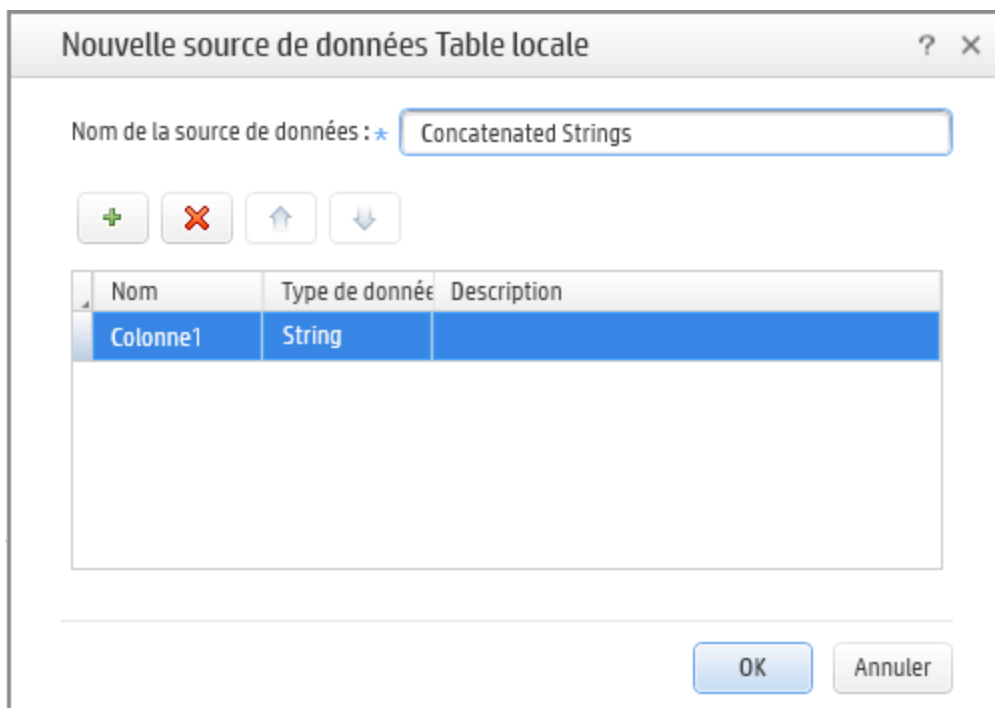 Nouvelle source de données Table locale ? ×
Nom de la source de données : * Concatenated Strings
Nom Type de donnée Description
Colonne1 String
OK Annuler